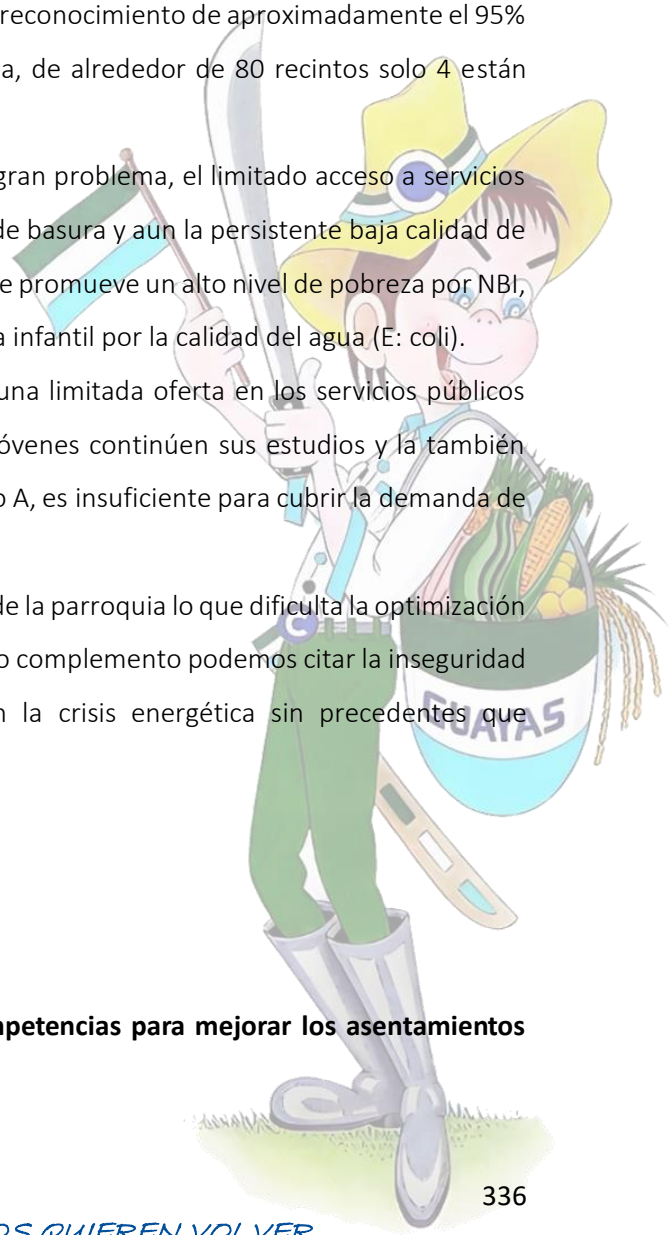 reconocimiento de aproximadamente el 95%
a, de alrededor de 80 recintos solo 4 están
gran problema, el limitado acceso a servicios
de basura y aun la persistente baja calidad de
e promueve un alto nivel de pobreza por NBI,
a infantil por la calidad del agua (E: coli).
una limitada oferta en los servicios públicos
óvenes continúen sus estudios y la también
o A, es insuficiente para cubrir la demanda de
de la parroquia lo que dificulta la optimización
C
o complemento podemos citar la inseguridad
n la crisis energética sin precedentes que
GUAYAS
mpetencias para mejorar los asentamientos
336
OS QUIEREN VOLVER